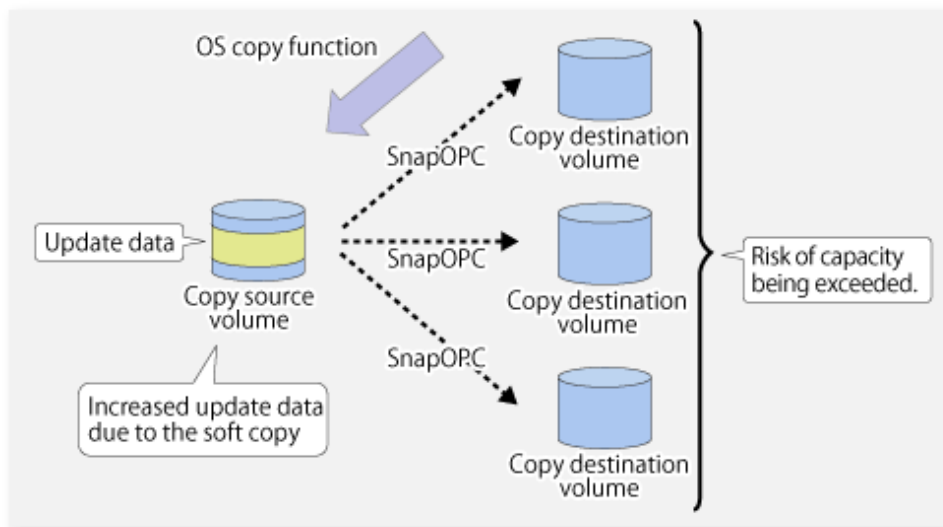 OS copy function
SnapOPC
Copy destination
volume
Update data
Copy source
volume
SnapOPC
Copy destination
volume
Risk of capacity
being exceeded.
SnapOPC
Increased update data
due to the soft copy
Copy destination
volume